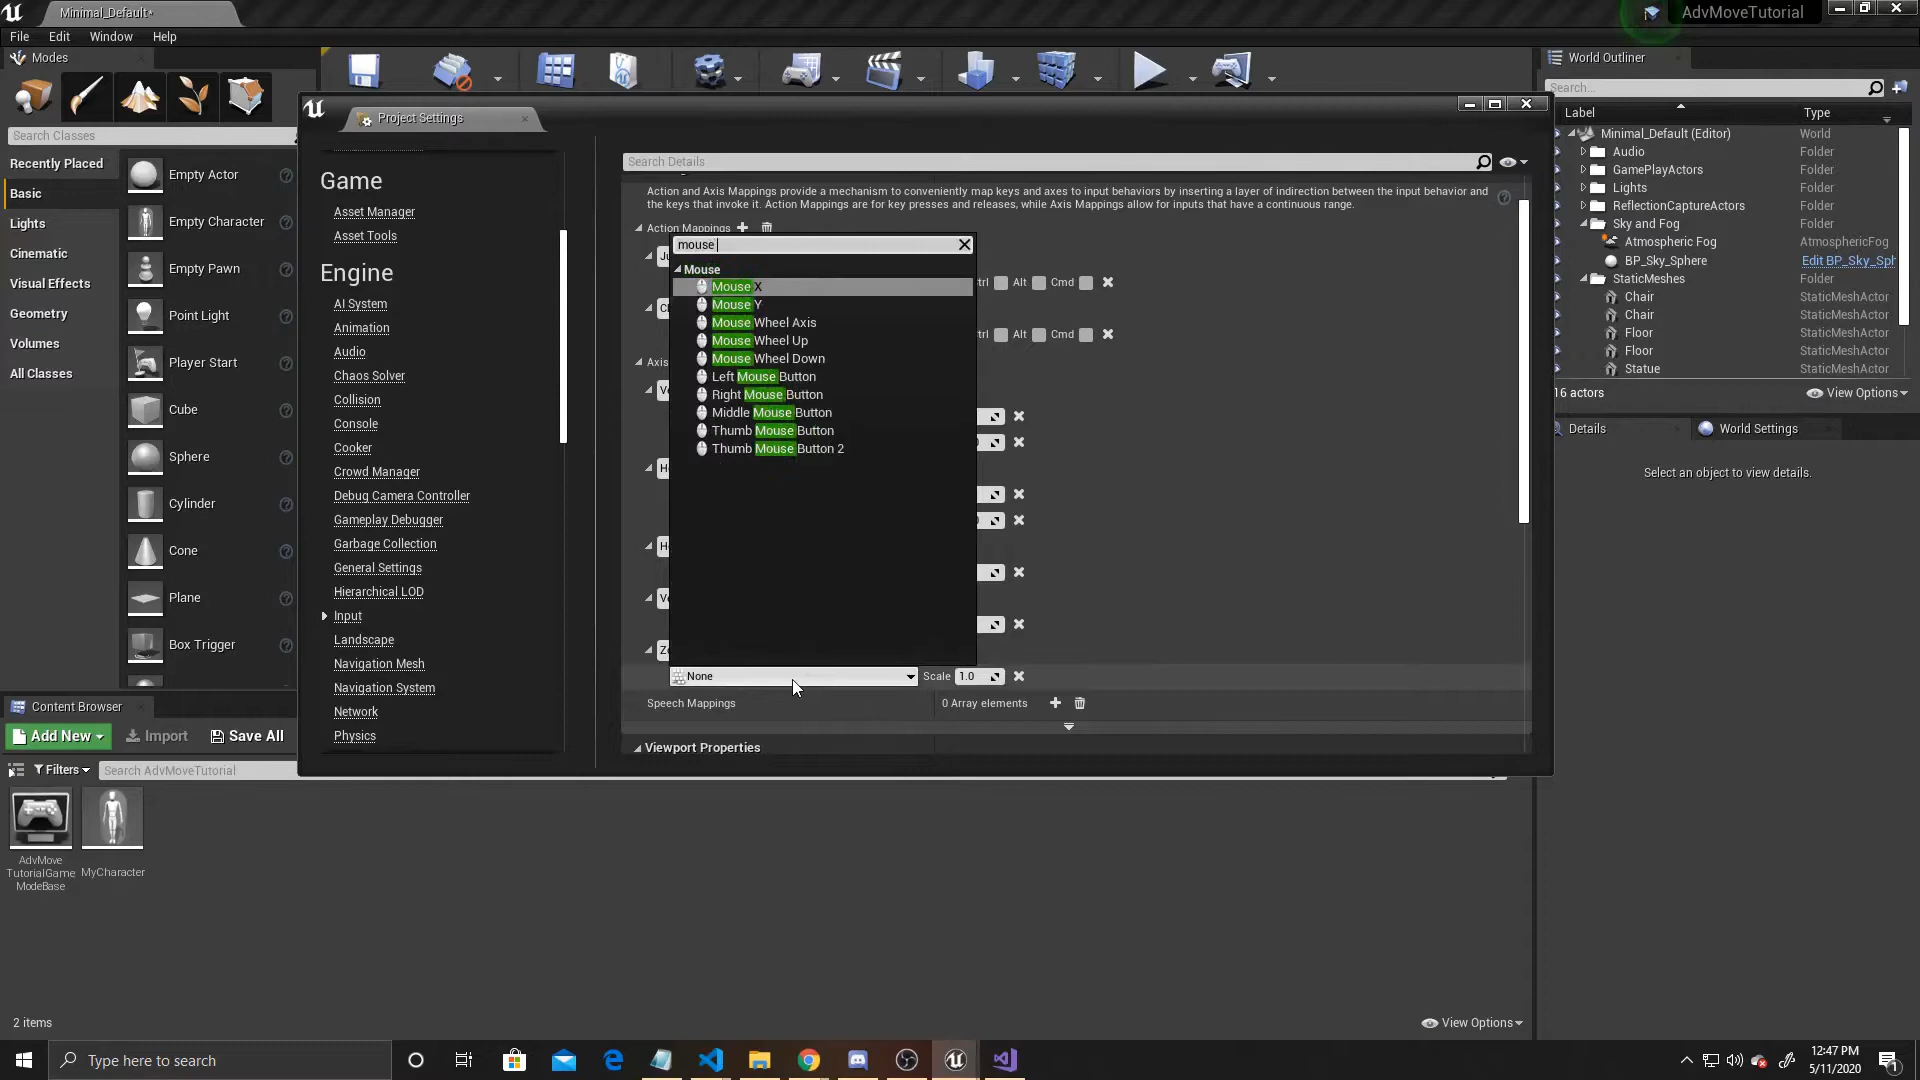 Minimal_Default*
AdvMoveTutorial
File Edit Window Help
Modes
Search Classes
Recently Placed
Basic
Lights
Cinematic
Visual Effects
Geometry
Volumes
All Classes
Empty Actor
Empty Character
Empty Pawn
Point Light
Player Start
Cube
Sphere
Cylinder
Cone
Plane
Box Trigger
Project Settings
Game
Asset Manager
Asset Tools
Engine
AI System
Animation
Audio
Chaos Solver
Collision
Console
Cooker
Crowd Manager
Debug Camera Controller
Gameplay Debugger
Garbage Collection
General Settings
Hierarchical LOD
Input
Landscape
Navigation Mesh
Navigation System
Network
Physics
Search Details
Action and Axis Mappings provide a mechanism to conveniently map keys and axes to input behaviors by inserting a layer of indirection between the input behavior and
the keys that invoke it. Action Mappings are for key presses and releases, while Axis Mappings allow for inputs that have a continuous range.
Action Mappings
mouse
Mouse
Mouse X
Mouse Y
Mouse Wheel Axis
Mouse Wheel Up
Mouse Wheel Down
Left Mouse Button
Right Mouse Button
Middle Mouse Button
Thumb Mouse Button
Thumb Mouse Button 2
Alt Cmd
Alt Cmd
Axis
None Scale 1.0
Speech Mappings 0 Array elements
Viewport Properties
World Outliner
Search...
Label Type
Minimal_Default (Editor) World
Audio Folder
GamePlayActors Folder
Lights Folder
ReflectionCaptureActors Folder
Sky and Fog Folder
Atmospheric Fog AtmosphericFog
BP_Sky_Sphere Edit BP_Sky_Sph
StaticMeshes Folder
Chair StaticMeshActor
Chair StaticMeshActor
Floor StaticMeshActor
Floor StaticMeshActor
Statue StaticMeshActor
16 actors View Options
Details World Settings
Select an object to view details.
Content Browser
Add New Import Save All
Filters Search AdvMoveTutorial
AdvMove
TutorialGame
ModeBase
MyCharacter
2 items View Options
Type here to search
12:47 PM
5/11/2020
1